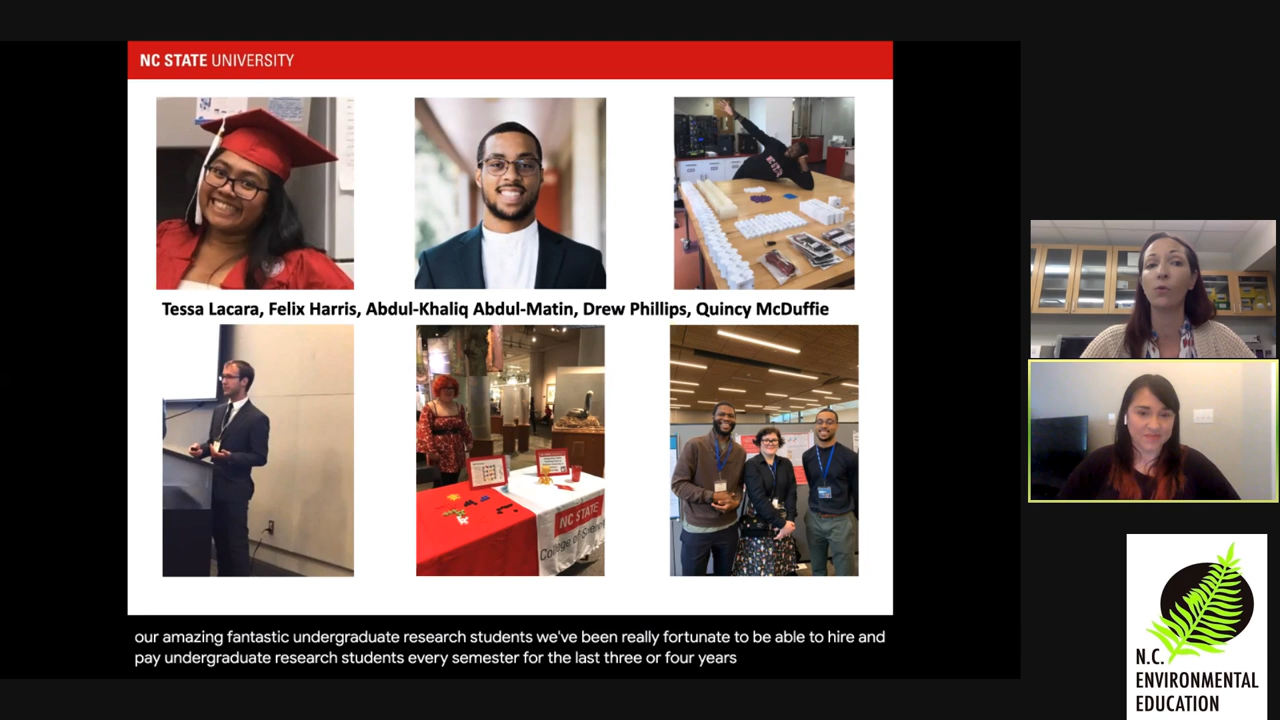 NC STATE UNIVERSITY
Tessa Lacara, Felix Harris, Abdul-Khaliq Abdul-Matin, Drew Phillips, Quincy McDuffie
NC STATE
College of Sciences
our amazing fantastic undergraduate research students we've been really fortunate to be able to hire and
pay undergraduate research students every semester for the last three or four years
N.C.
ENVIRONMENTAL
EDUCATION